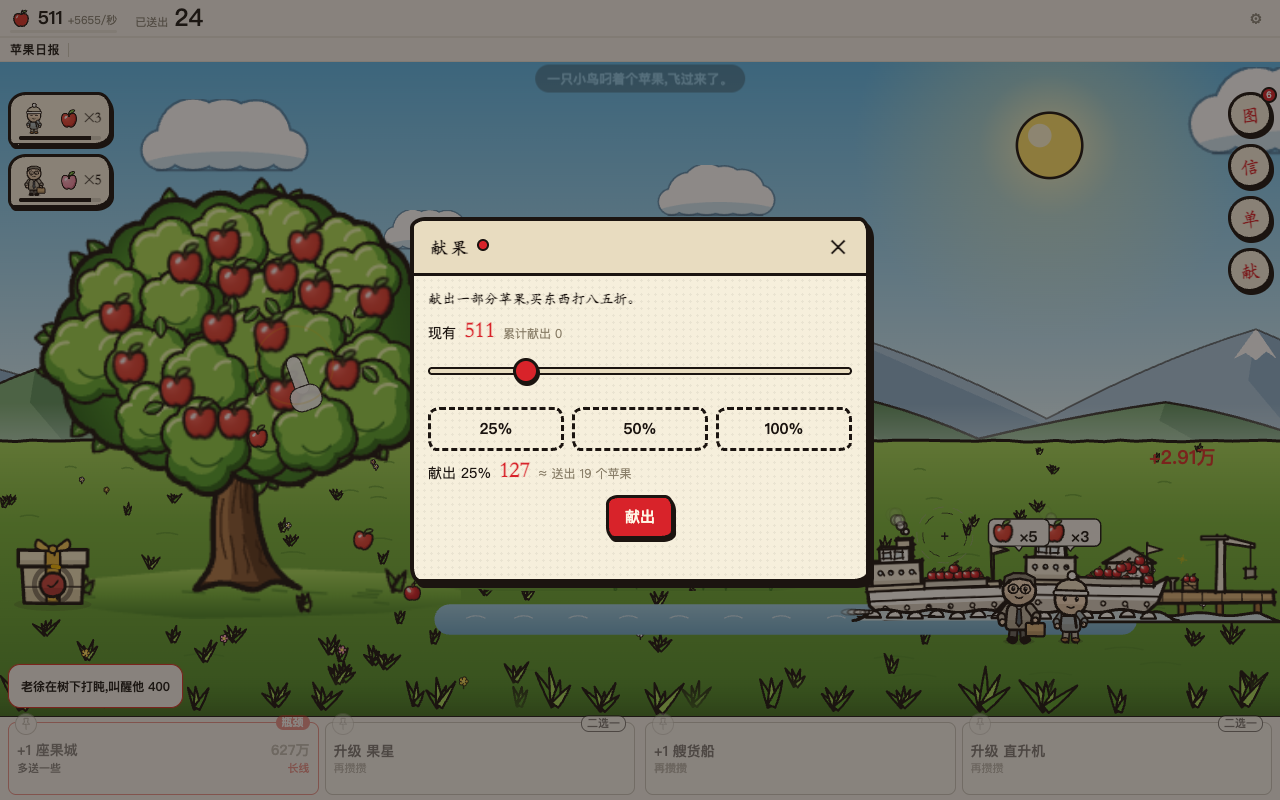 511 +5655/秒 已送出 24
苹果日报
一只小鸟叼着个苹果,飞过来了。
×3
×5
图 6
信
单
献
献果
献出一部分苹果,买东西打八五折。
现有 511 累计献出 0
25% 50% 100%
献出 25% 127 ≈ 送出 19 个苹果
献出
+2.91万
×5 ×3
老徐在树下打盹,叫醒他 400
瓶颈 二选一 二选一
+1 座果城 627万 升级 果星 +1 艘货船 升级 直升机
多送一些 长线 再攒攒 再攒攒 再攒攒